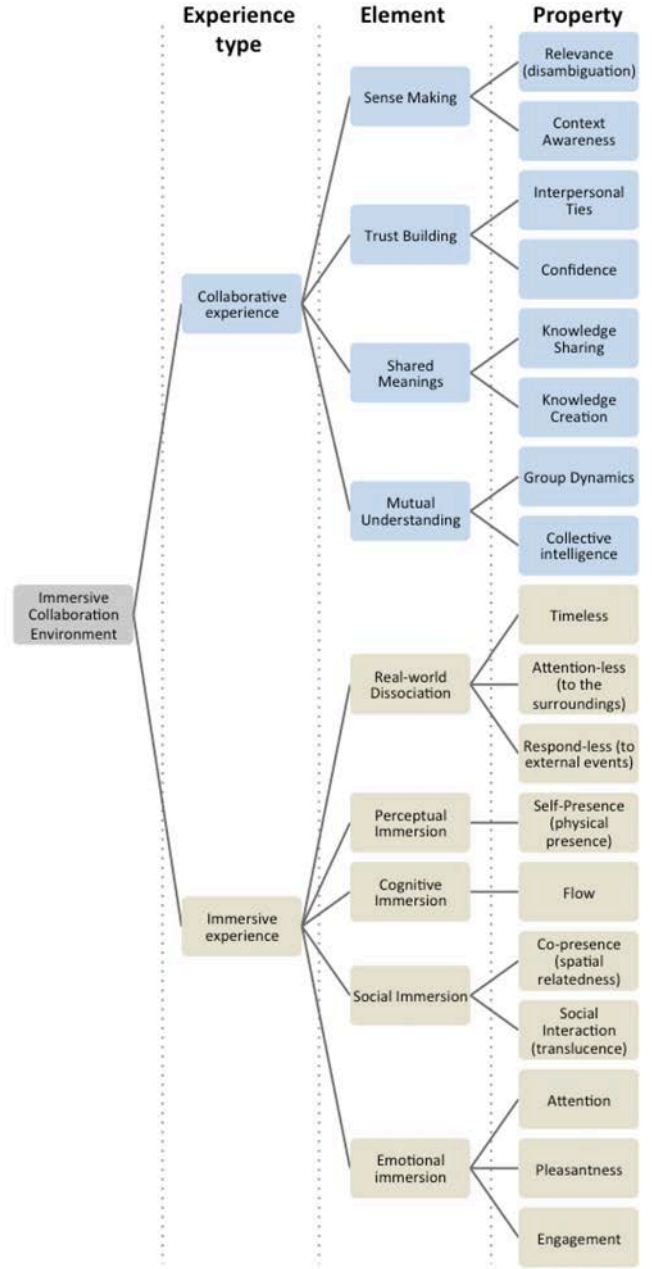 Experience
type
Element
Property
Relevance
(disambiguation)
Sense Making
Context
Awareness
Interpersonal
Ties
Trust Building
Confidence
Collaborative
experience
Knowledge
Sharing
Shared
Meanings
Knowledge
Creation
Group Dynamics
Mutual
Understanding
Collective
intelligence
Immersive
Collaboration
Environment
Timeless
Real-world
Dissociation
Attention-less
(to the
surroundings)
Respond-less (to
external events)
Perceptual
Immersion
Self-Presence
(physical
presence)
Cognitive
Immersion
Flow
Immersive
experience
Co-presence
(spatial
relatedness)
Social Immersion
Social
Interaction
(translucence)
Attention
Emotional
immersion
Pleasantness
Engagement